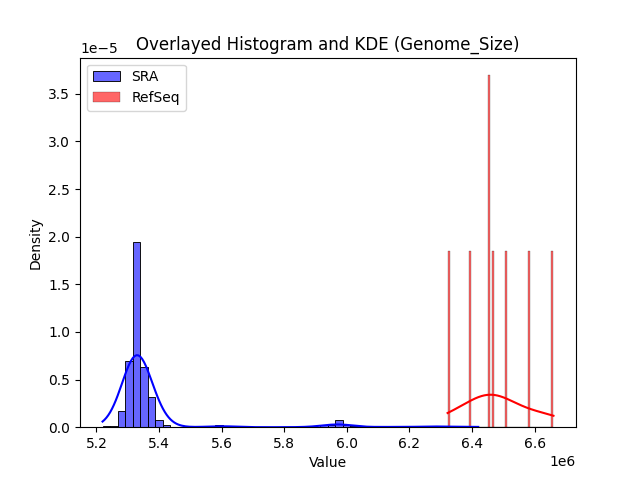 Overlayed Histogram and KDE (Genome_Size)
1e−5
SRA
RefSeq
3.5
3.0
2.5
2.0
1.5
1.0
0.5
0.0
Density
5.2 5.4 5.6 5.8 6.0 6.2 6.4 6.6
Value
1e6